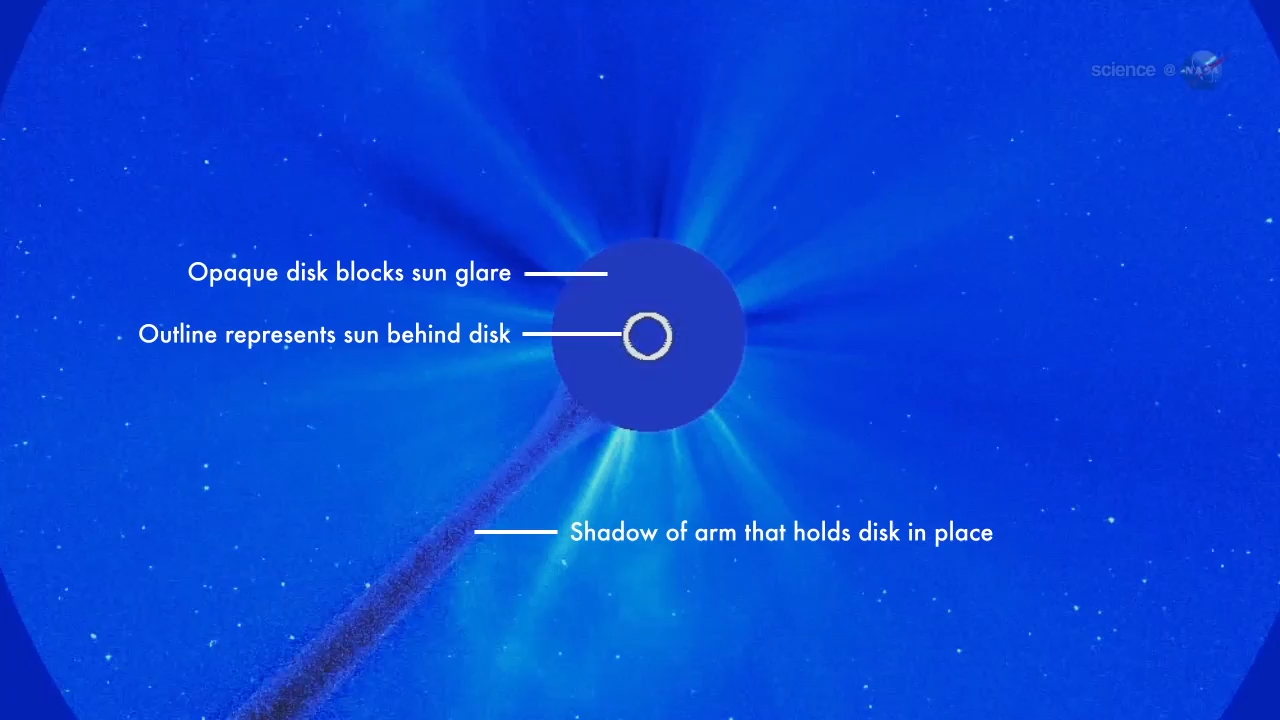 science @ NASA
Opaque disk blocks sun glare
Outline represents sun behind disk
Shadow of arm that holds disk in place